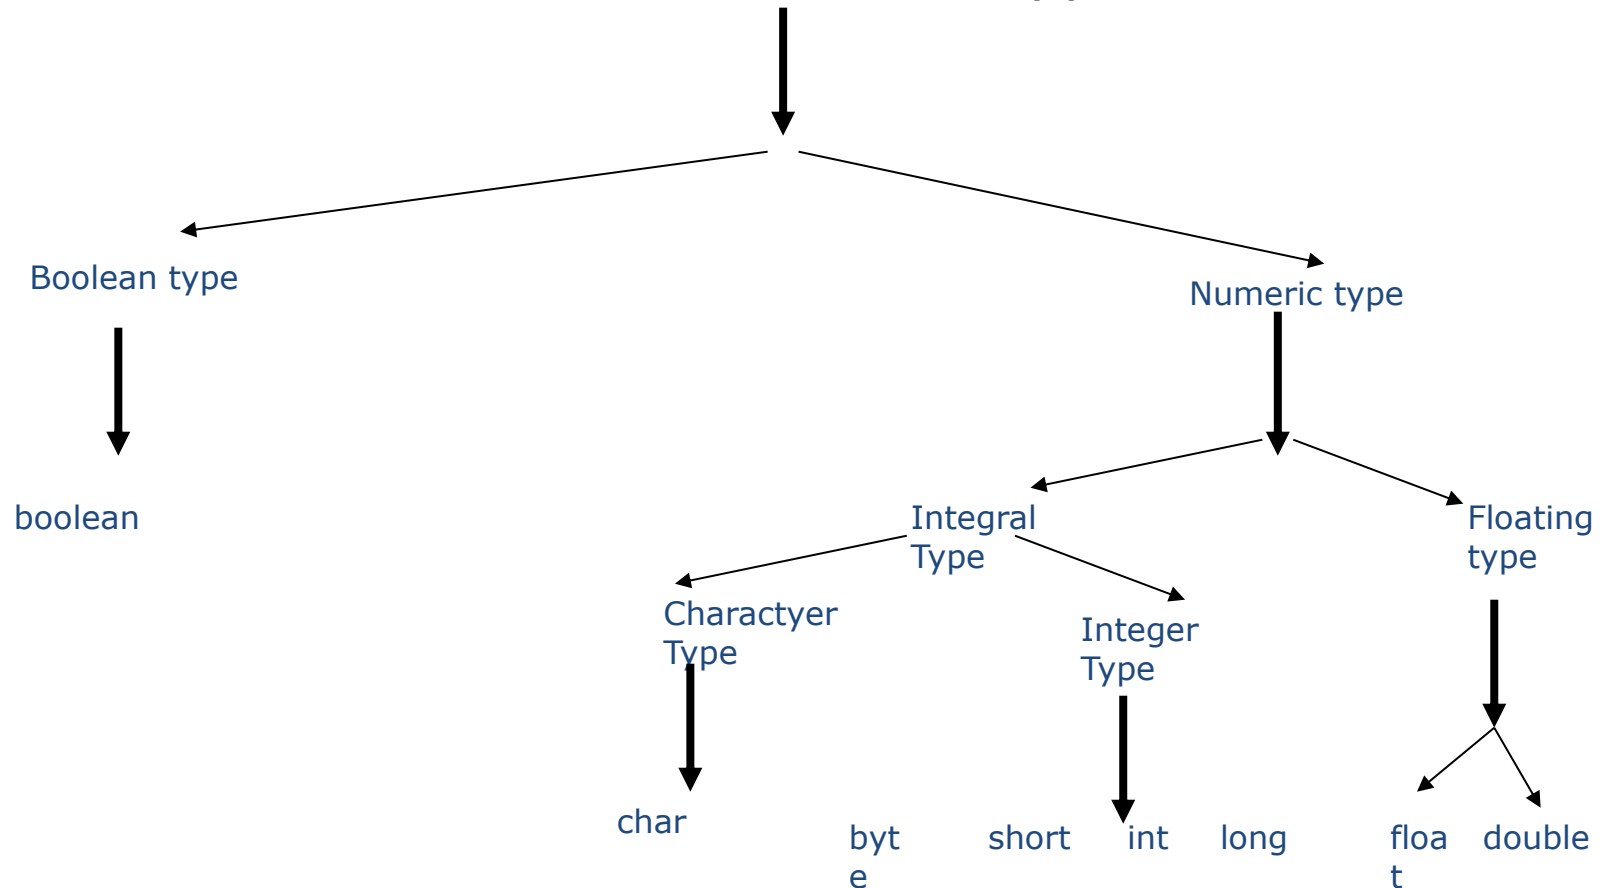 Boolean type
Numeric type
boolean
Integral
Type
Floating
type
Charactyer
Type
Integer
Type
char
byt
e
short
int
long
floa
t
double